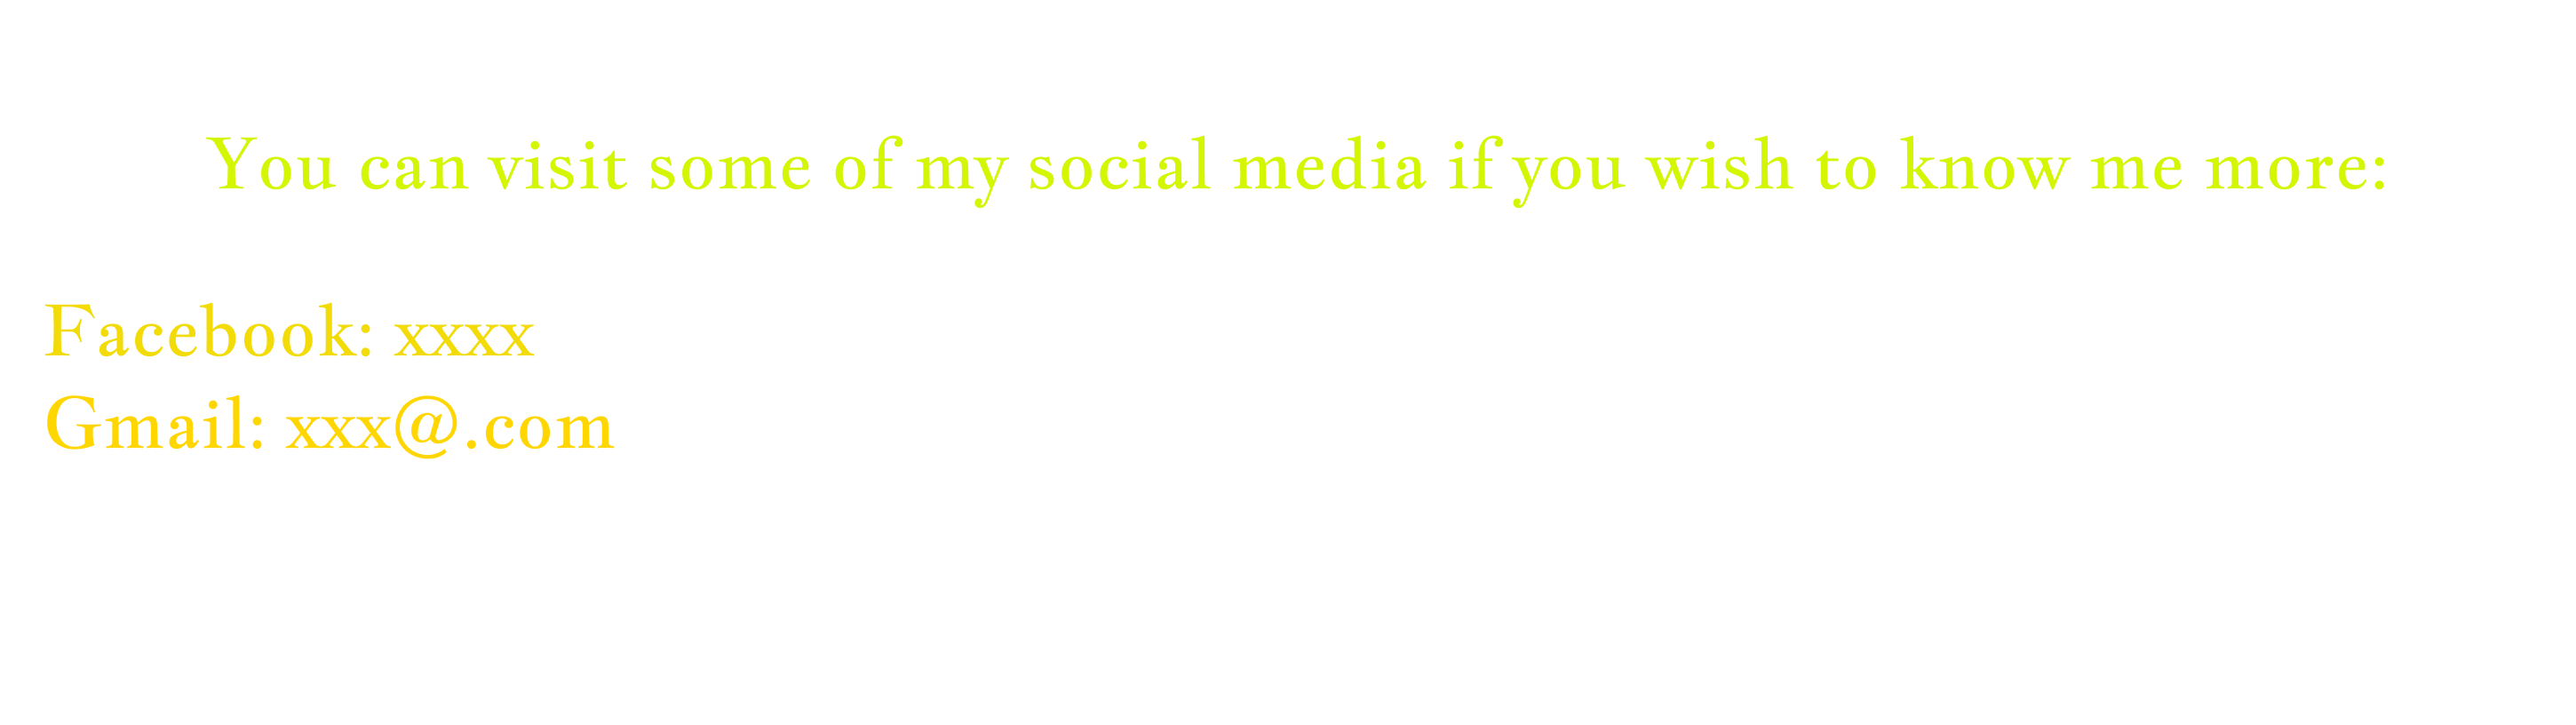 You can visit some of my social media if you wish to know me more:
Facebook: xxxx
Gmail: xxx@.com